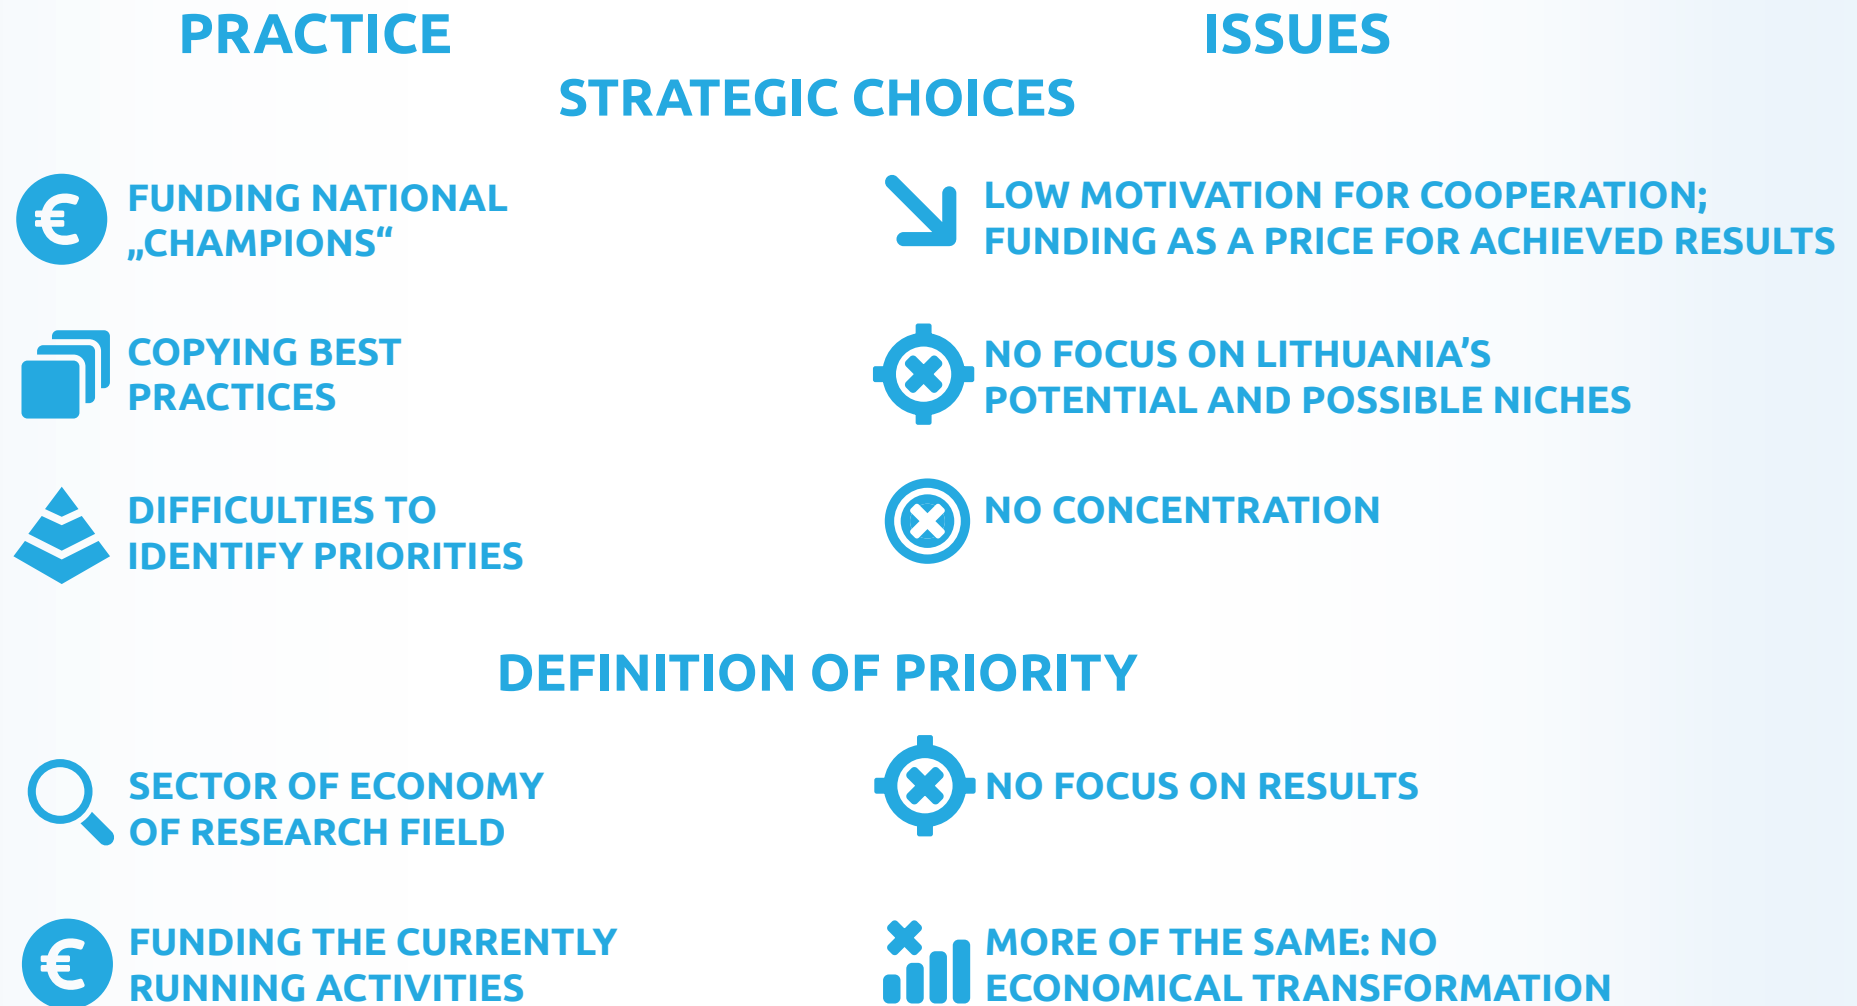 PRACTICE
ISSUES
STRATEGIC CHOICES
FUNDING NATIONAL
„CHAMPIONS“
LOW MOTIVATION FOR COOPERATION;
FUNDING AS A PRICE FOR ACHIEVED RESULTS
COPYING BEST
PRACTICES
NO FOCUS ON LITHUANIA’S
POTENTIAL AND POSSIBLE NICHES
DIFFICULTIES TO
IDENTIFY PRIORITIES
NO CONCENTRATION
DEFINITION OF PRIORITY
SECTOR OF ECONOMY
OF RESEARCH FIELD
NO FOCUS ON RESULTS
FUNDING THE CURRENTLY
RUNNING ACTIVITIES
MORE OF THE SAME: NO
ECONOMICAL TRANSFORMATION